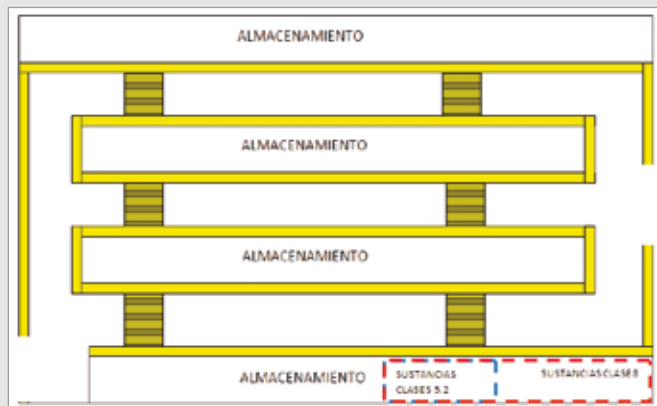 ALMACENAMIENTO
ALMACENAMIENTO
ALMACENAMIENTO
ALMACENAMIENTO
SUSTANCIAS
CLASES 5.2
SUSTANCIAS CLASE 8